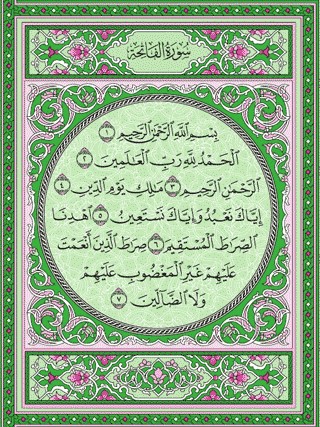 سُورَةُ الفَاتِحَةِ
بِسْمِ ٱللَّهِ ٱلرَّحْمَٰنِ ٱلرَّحِيمِ ١
ٱلْحَمْدُ لِلَّهِ رَبِّ ٱلْعَٰلَمِينَ ٢
ٱلرَّحْمَٰنِ ٱلرَّحِيمِ ٣ مَٰلِكِ يَوْمِ ٱلدِّينِ ٤
إِيَّاكَ نَعْبُدُ وَإِيَّاكَ نَسْتَعِينُ ٥ ٱهْدِنَا
ٱلصِّرَٰطَ ٱلْمُسْتَقِيمَ ٦ صِرَٰطَ ٱلَّذِينَ أَنْعَمْتَ
عَلَيْهِمْ غَيْرِ ٱلْمَغْضُوبِ عَلَيْهِمْ
وَلَا ٱلضَّآلِّينَ ٧